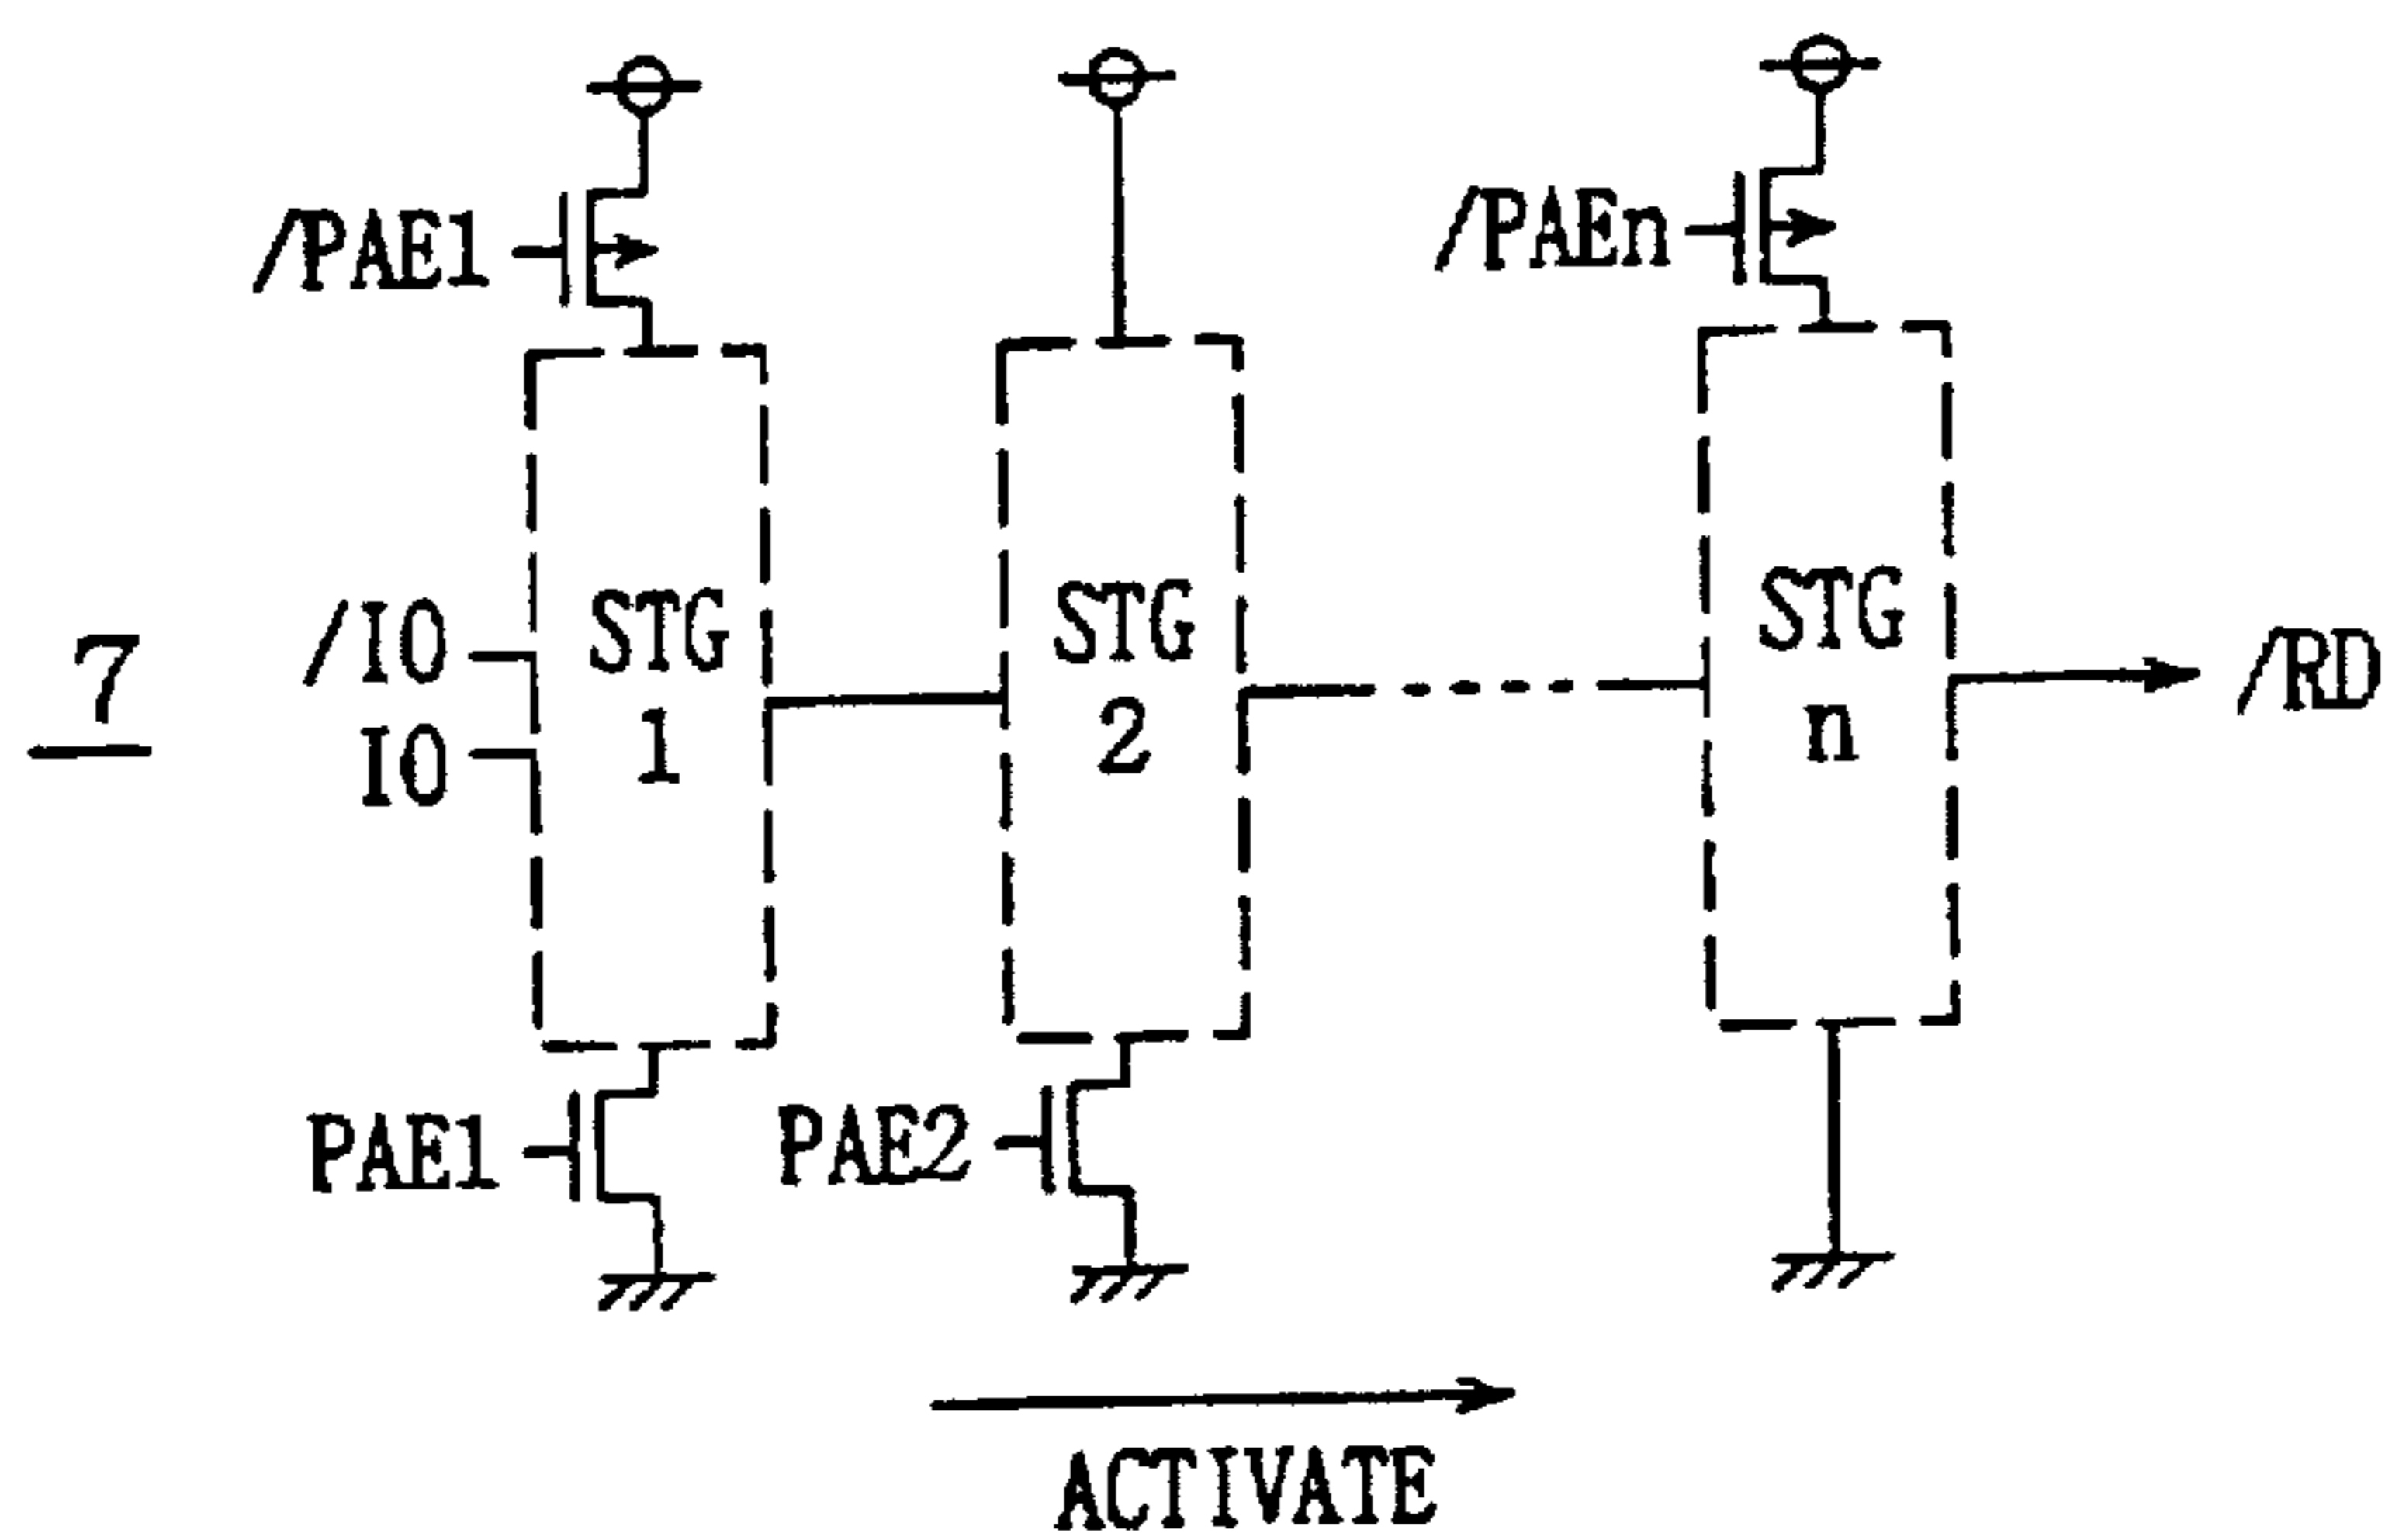 /PAE1
/PAEn
7
/IO
IO
STG
1
STG
2
STG
n
/RD
PAE1
PAE2
ACTIVATE